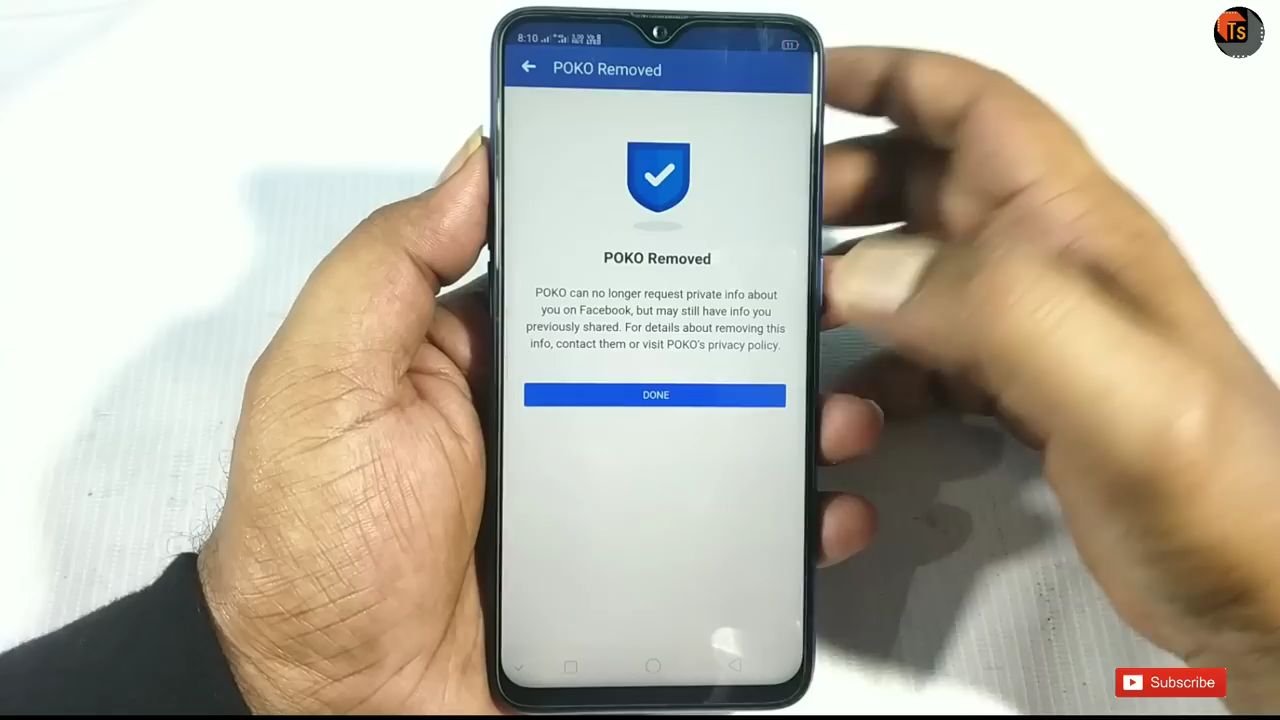 8:10
11
POKO Removed
POKO Removed
POKO can no longer request private info about
you on Facebook, but may still have info you
previously shared. For details about removing this
info, contact them or visit POKO's privacy policy.
DONE
Ts
Subscribe